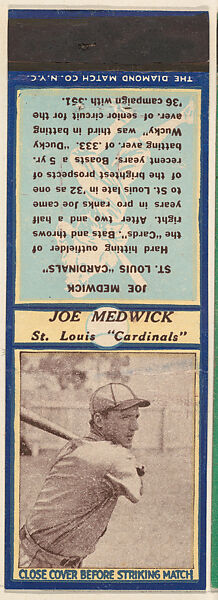 THE DIAMOND MATCH CO. N.Y.C.
JOE MEDWICK
ST. LOUIS "CARDINALS"
Hard hitting outfielder of
the "Cards". Bats and throws
right. After two and a half
years in pro ranks came Joe
to St. Louis late in '32 as one
of the brightest prospects of
recent years. Boasts a 5 yr.
batting aver. of .333. "Ducky
Wucky" was third in batting
aver. of senior circuit for the
'36 campaign with .351.
JOE MEDWICK
St. Louis "Cardinals"
CLOSE COVER BEFORE STRIKING MATCH